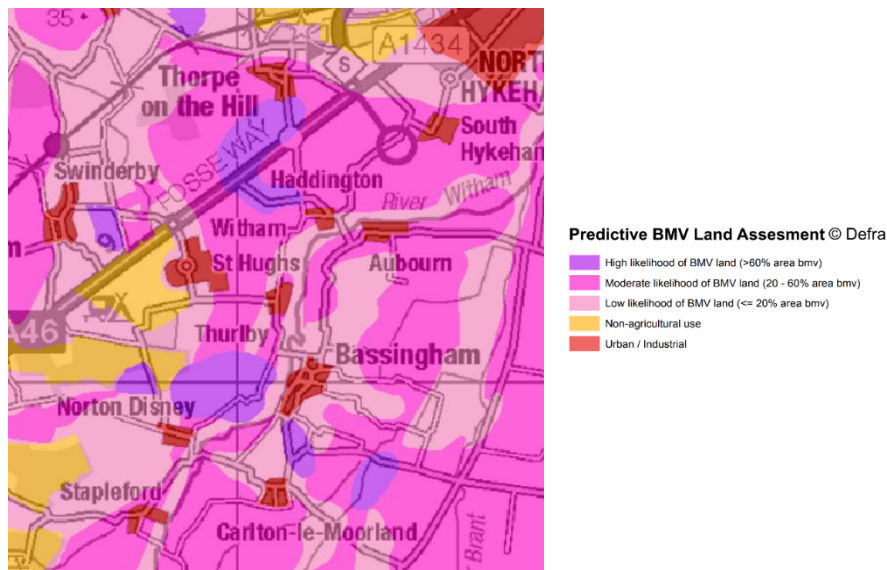 35
A1434
S
NORT
HYKEHA
Thorpe
on the Hill
South
Hykeham
Swinderby
FOSSEWAY
Haddington
River Witham
Witham
St Hughs
Aubourn
A46
Thurlby
Bassingham
Norton Disney
Stapleford
Carlton-le-Moorland
Brant
Predictive BMV Land Assesment © Defra
High likelihood of BMV land (>60% area bmv)
Moderate likelihood of BMV land (20 - 60% area bmv)
Low likelihood of BMV land (<= 20% area bmv)
Non-agricultural use
Urban / Industrial